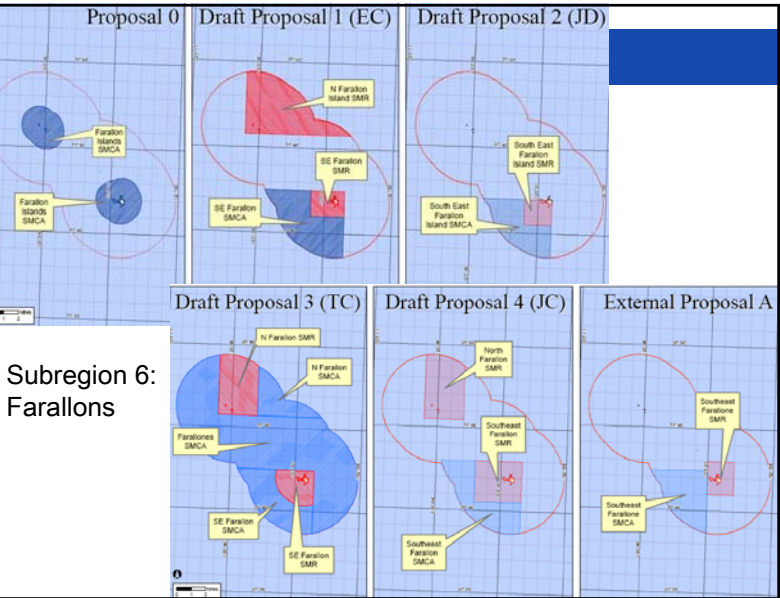 Proposal 0
Farallon
Islands
SMCA
Farallon
Islands
SMCA
Draft Proposal 1 (EC)
N Farallon
Island SMR
SE Farallon
SMR
SE Farallon
SMCA
Draft Proposal 2 (JD)
South East
Farallon
Island SMR
South East
Farallon
Island SMCA
Subregion 6:
Farallons
Draft Proposal 3 (TC)
N Farallon SMR
N Farallon
SMCA
Farallones
SMCA
SE Farallon
SMCA
SE Farallon
SMR
Draft Proposal 4 (JC)
North
Farallon
SMR
Southeast
Farallon
SMR
Southeast
Farallon
SMCA
External Proposal A
Southeast
Farallone
SMR
Southeast
Farallone
SMCA